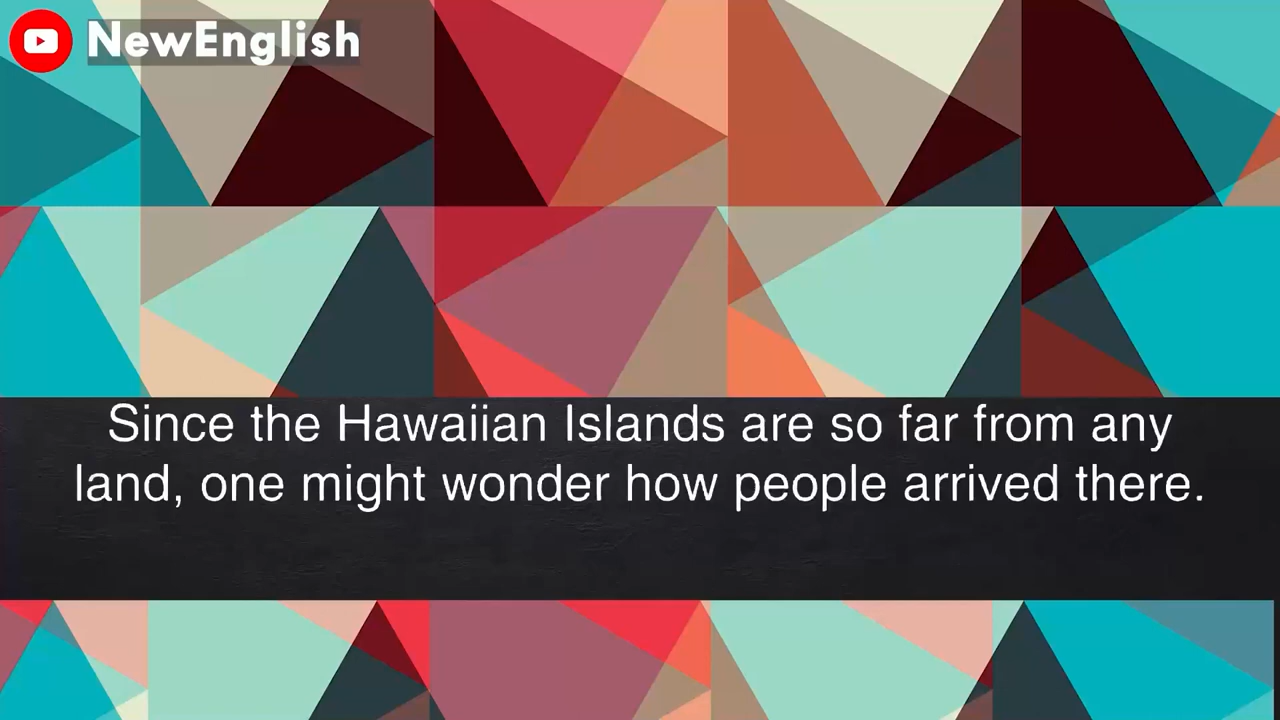 NewEnglish
Since the Hawaiian Islands are so far from any
land, one might wonder how people arrived there.